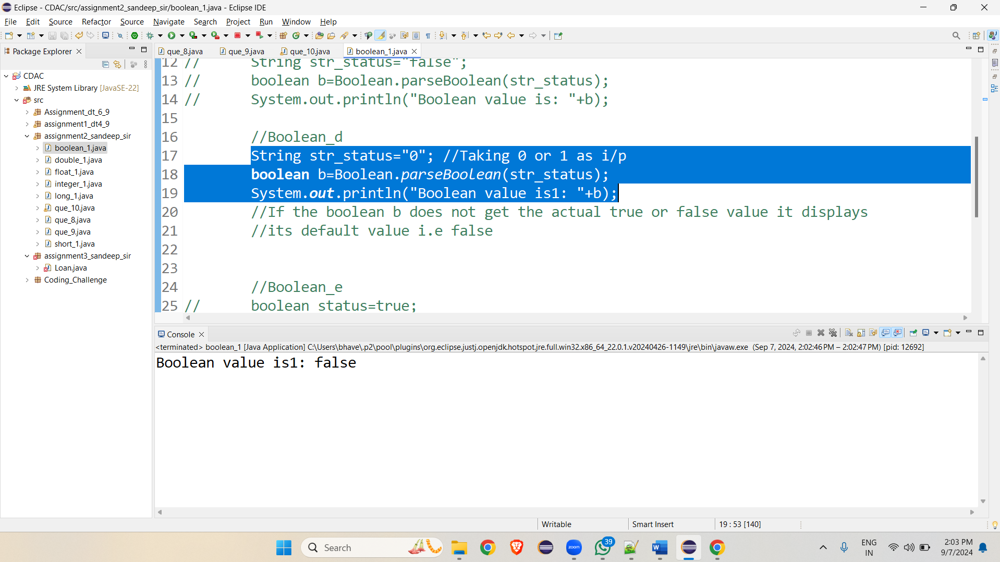 Eclipse - CDAC/src/assignment2_sandeep_sir/boolean_1.java - Eclipse IDE
File Edit Source Refactor Source Navigate Search Project Run Window Help
Package Explorer
CDAC
JRE System Library [JavaSE-22]
src
Assignment_dt_6_9
assignment1_dt4_9
assignment2_sandeep_sir
boolean_1.java
double_1.java
float_1.java
integer_1.java
long_1.java
que_10.java
que_8.java
que_9.java
short_1.java
assignment3_sandeep_sir
Loan.java
Coding_Challenge
que_8.java que_9.java que_10.java boolean_1.java
12 // String str_status="false";
13 // boolean b=Boolean.parseBoolean(str_status);
14 // System.out.println("Boolean value is: "+b);
15
16 //Boolean_d
17 String str_status="0"; //Taking 0 or 1 as i/p
18 boolean b=Boolean.parseBoolean(str_status);
19 System.out.println("Boolean value is1: "+b);
20 //If the boolean b does not get the actual true or false value it displays
21 //its default value i.e false
22
23
24 //Boolean_e
25 // boolean status=true;
Console
<terminated> boolean_1 [Java Application] C:\Users\bhave\.p2\pool\plugins\org.eclipse.justj.openjdk.hotspot.jre.full.win32.x86_64_22.0.1.v20240426-1149\jre\bin\javaw.exe (Sep 7, 2024, 2:02:46 PM – 2:02:47 PM) [pid: 12692]
Boolean value is1: false
Writable Smart Insert 19 : 53 [140]
Search
zoom
39
W
ENG
IN
2:03 PM
9/7/2024